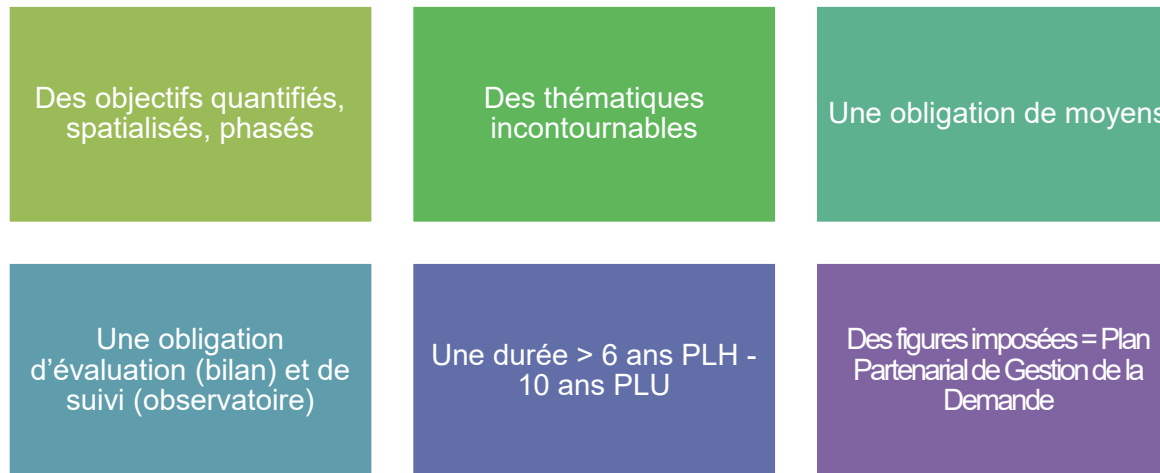 Des objectifs quantifiés,
spatialisés, phasés
Des thématiques
incontournables
Une obligation de moyens
Une obligation
d'évaluation (bilan) et de
suivi (observatoire)
Une durée > 6 ans PLH -
10 ans PLU
Des figures imposées = Plan
Partenarial de Gestion de la
Demande